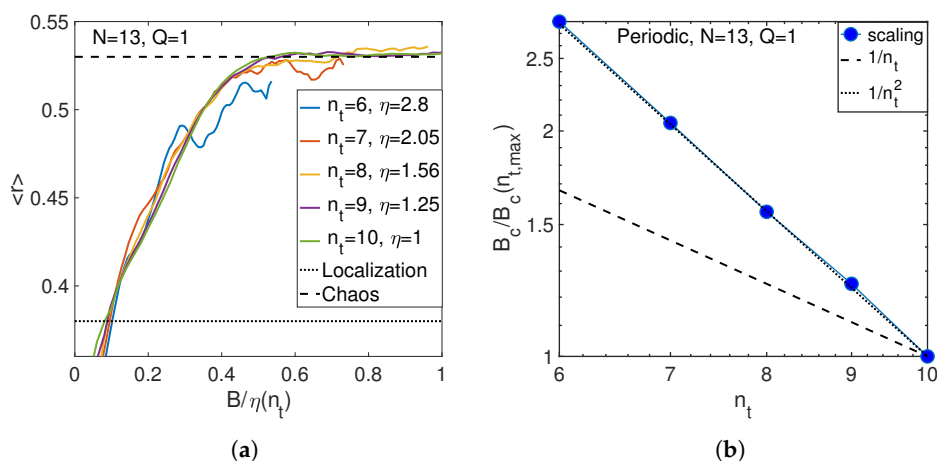 0.55
N=13, Q=1
0.5
<r>
0.45
0.4
n_t=6, η=2.8
n_t=7, η=2.05
n_t=8, η=1.56
n_t=9, η=1.25
n_t=10, η=1
Localization
Chaos
0 0.2 0.4 0.6 0.8 1
B/η(n_t)
(a)
Periodic, N=13, Q=1
scaling
1/n_t
1/n_t^2
2.5
2
1.5
1
B_c/B_c(n_{t,max})
6 7 8 9 10
n_t
(b)